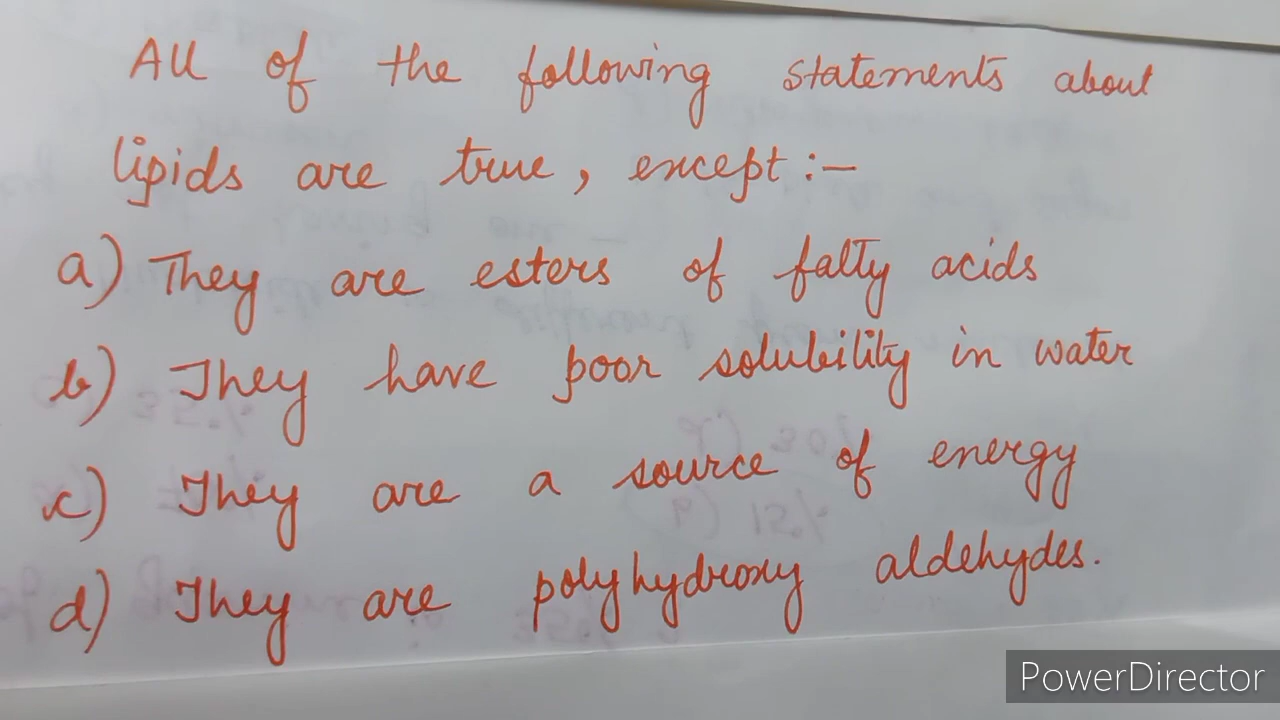 All of the following statements about
lipids are true, except :-
a) They are esters of fatty acids
b) They have poor solubility in water
c) They are a source of energy
d) They are polyhydroxy aldehydes.
PowerDirector